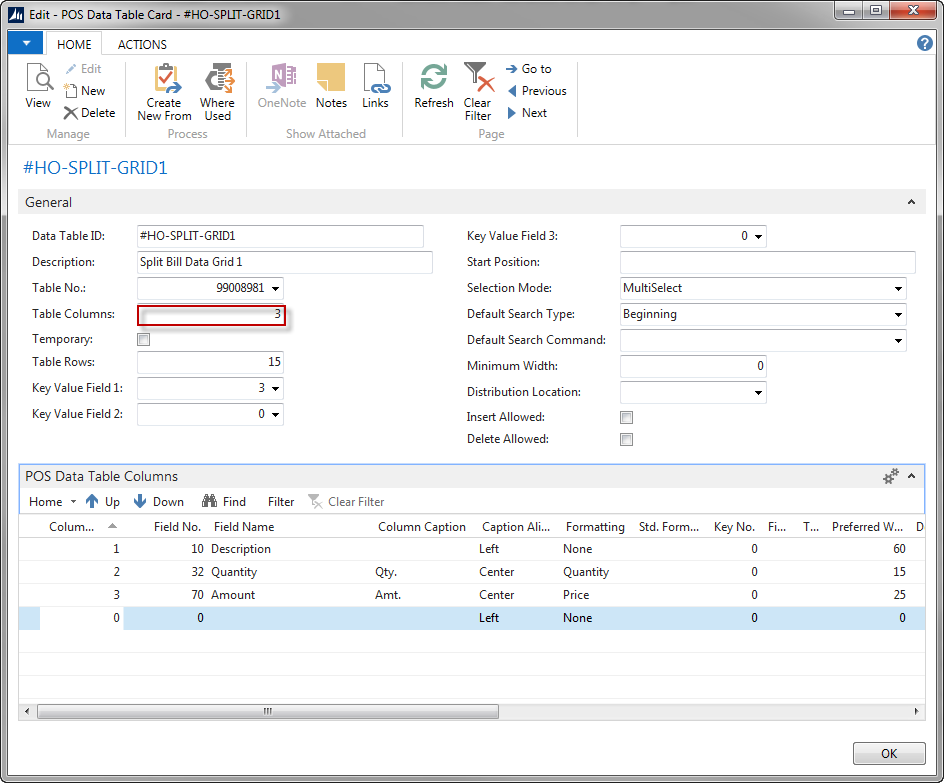 Edit - POS Data Table Card - #HO-SPLIT-GRID1
HOME ACTIONS
View
Edit
New
Delete
Manage
Create New From
Where Used
Process
OneNote
Notes
Links
Show Attached
Refresh
Clear Filter
Go to
Previous
Next
Page
#HO-SPLIT-GRID1
General
Data Table ID: #HO-SPLIT-GRID1
Description: Split Bill Data Grid 1
Table No.: 99008981
Table Columns: 3
Temporary:
Table Rows: 15
Key Value Field 1: 3
Key Value Field 2: 0
Key Value Field 3: 0
Start Position:
Selection Mode: MultiSelect
Default Search Type: Beginning
Default Search Command:
Minimum Width: 0
Distribution Location:
Insert Allowed:
Delete Allowed:
POS Data Table Columns
Home Up Down Find Filter Clear Filter
Colum... Field No. Field Name Column Caption Caption Ali... Formatting Std. Form... Key No. Fi... T... Preferred W... D
1 10 Description Left None 0 60
2 32 Quantity Qty. Center Quantity 0 15
3 70 Amount Amt. Center Price 0 25
0 0 Left None 0 0
OK